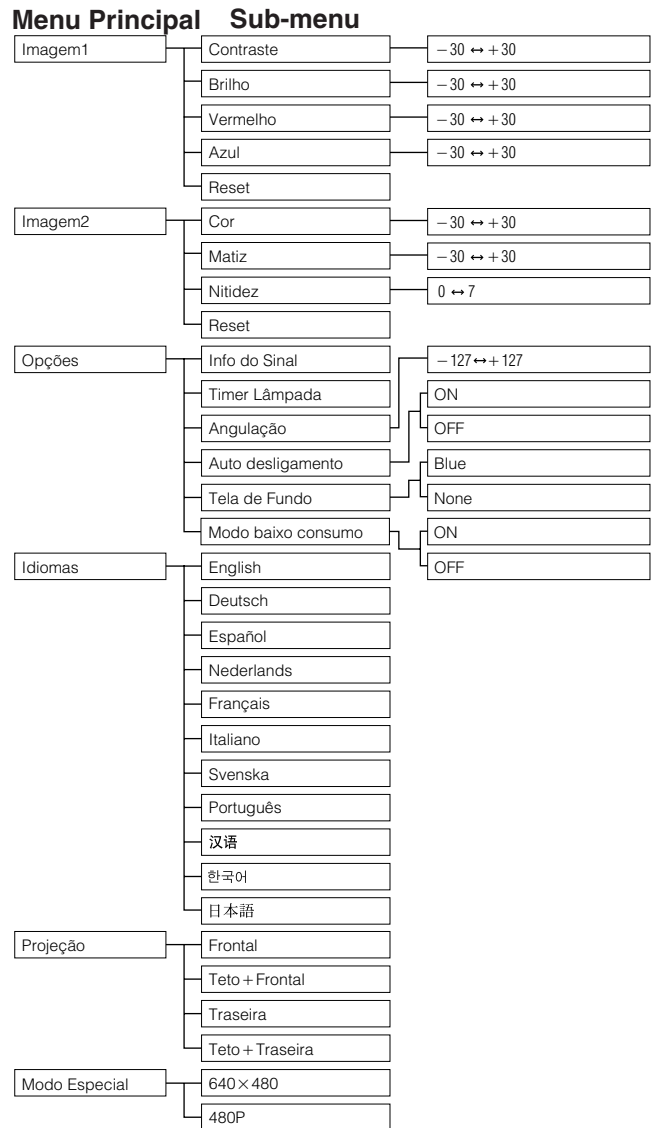 Menu Principal Sub-menu
Imagem1 Contraste −30 ↔ +30
Brilho −30 ↔ +30
Vermelho −30 ↔ +30
Azul −30 ↔ +30
Reset
Imagem2 Cor −30 ↔ +30
Matiz −30 ↔ +30
Nitidez 0 ↔ 7
Reset
Opções Info do Sinal −127 ↔ +127
Timer Lâmpada ON
Angulação OFF
Auto desligamento Blue
Tela de Fundo None
Modo baixo consumo ON
Idiomas English OFF
Deutsch
Español
Nederlands
Français
Italiano
Svenska
Português
汉语
한국어
日本語
Projeção Frontal
Teto+Frontal
Traseira
Teto+Traseira
Modo Especial 640×480
480P